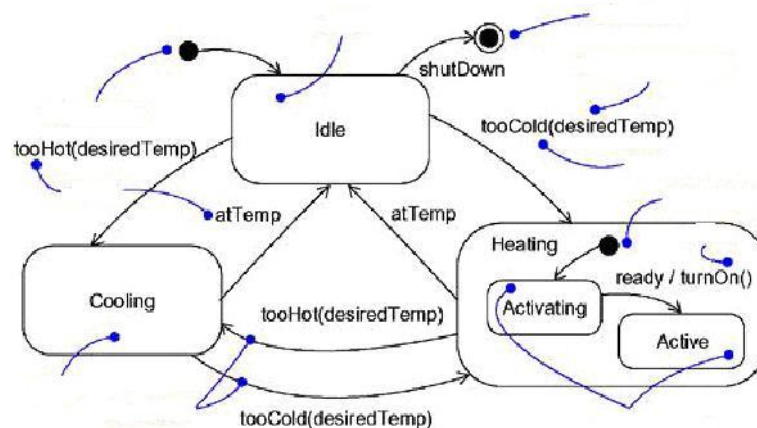 shutDown
tooCold(desiredTemp)
Idle
tooHot(desiredTemp)
atTemp
atTemp
Heating
ready / turnOn()
Cooling
tooHot(desiredTemp)
Activating
Active
tooCold(desiredTemp)